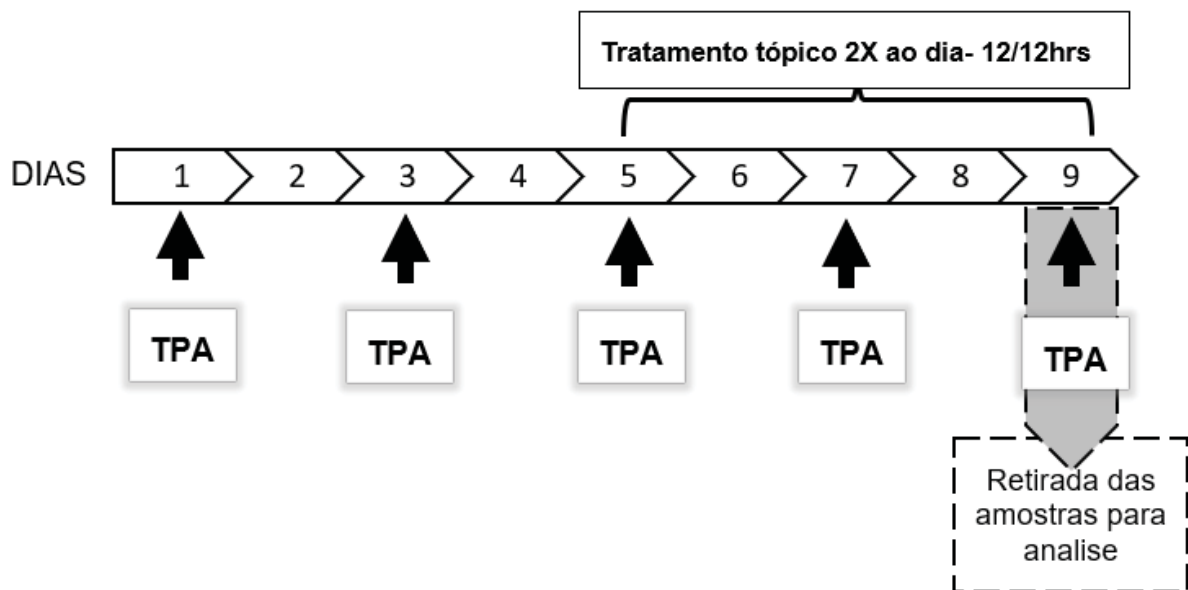 Tratamento tópico 2X ao dia- 12/12hrs
DIAS 1 2 3 4 5 6 7 8 9
TPA TPA TPA TPA TPA
Retirada das
amostras para
analise